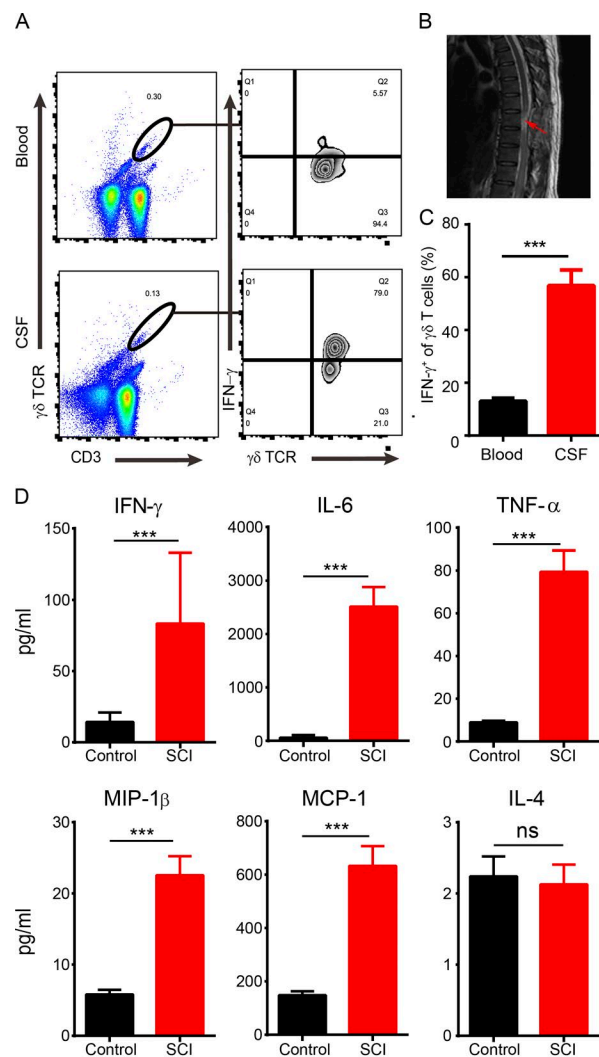 A
B
Blood
0.30
Q1
0
Q2
5.57
Q4
0
Q3
94.4
CSF
0.13
Q1
0
Q2
79.0
Q4
0
Q3
21.0
γδ TCR
IFN-γ
CD3
γδ TCR
C
IFN-γ⁺ of γδ T cells (%)
80
60
40
20
0
***
Blood
CSF
D
IFN-γ
IL-6
TNF-α
pg/ml
150
100
50
0
***
Control
SCI
4000
3000
2000
1000
0
***
Control
SCI
100
80
60
40
20
0
***
Control
SCI
MIP-1β
MCP-1
IL-4
pg/ml
30
20
10
0
***
Control
SCI
800
600
400
200
0
***
Control
SCI
3
2
1
0
ns
Control
SCI